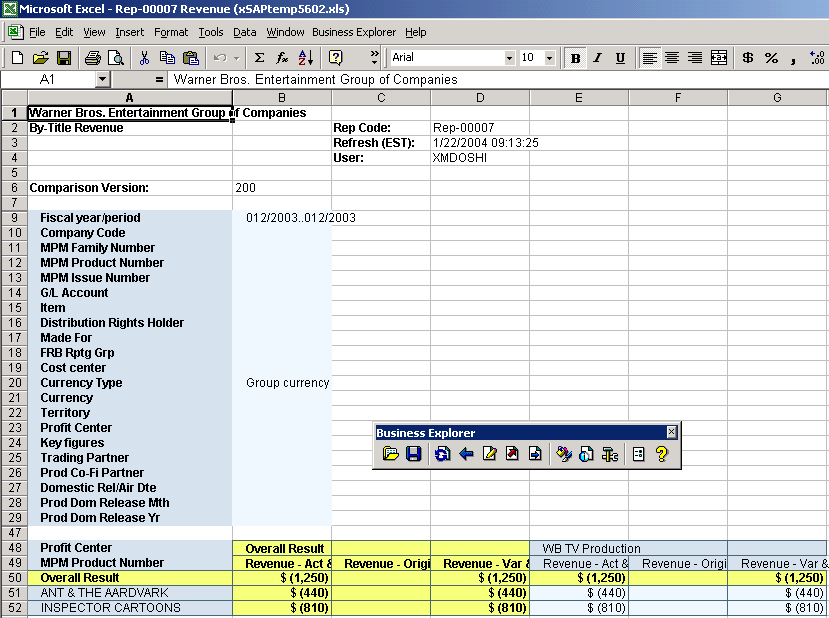 Microsoft Excel - Rep-00007 Revenue (xSAPtemp5602.xls)
File Edit View Insert Format Tools Data Window Business Explorer Help
Arial 10 B I U $ % ,
A1 = Warner Bros. Entertainment Group of Companies
A B C D E F G
1 Warner Bros. Entertainment Group of Companies
2 By-Title Revenue Rep Code: Rep-00007
3 Refresh (EST): 1/22/2004 09:13:25
4 User: XMDOSHI
5
6 Comparison Version: 200
7
9 Fiscal year/period 012/2003..012/2003
10 Company Code
11 MPM Family Number
12 MPM Product Number
13 MPM Issue Number
14 G/L Account
15 Item
16 Distribution Rights Holder
17 Made For
18 FRB Rptg Grp
19 Cost center
20 Currency Type Group currency
21 Currency
22 Territory
23 Profit Center
24 Key figures
25 Trading Partner
26 Prod Co-Fi Partner
27 Domestic Rel/Air Dte
28 Prod Dom Release Mth
29 Prod Dom Release Yr
Business Explorer
47
48 Profit Center Overall Result WB TV Production
49 MPM Product Number Revenue - Act & Revenue - Origi Revenue - Var & Revenue - Act & Revenue - Origi Revenue - Var &
50 Overall Result $ (1,250) $ (1,250) $ (1,250) $ (1,250)
51 ANT & THE AARDVARK $ (440) $ (440) $ (440) $ (440)
52 INSPECTOR CARTOONS $ (810) $ (810) $ (810) $ (810)